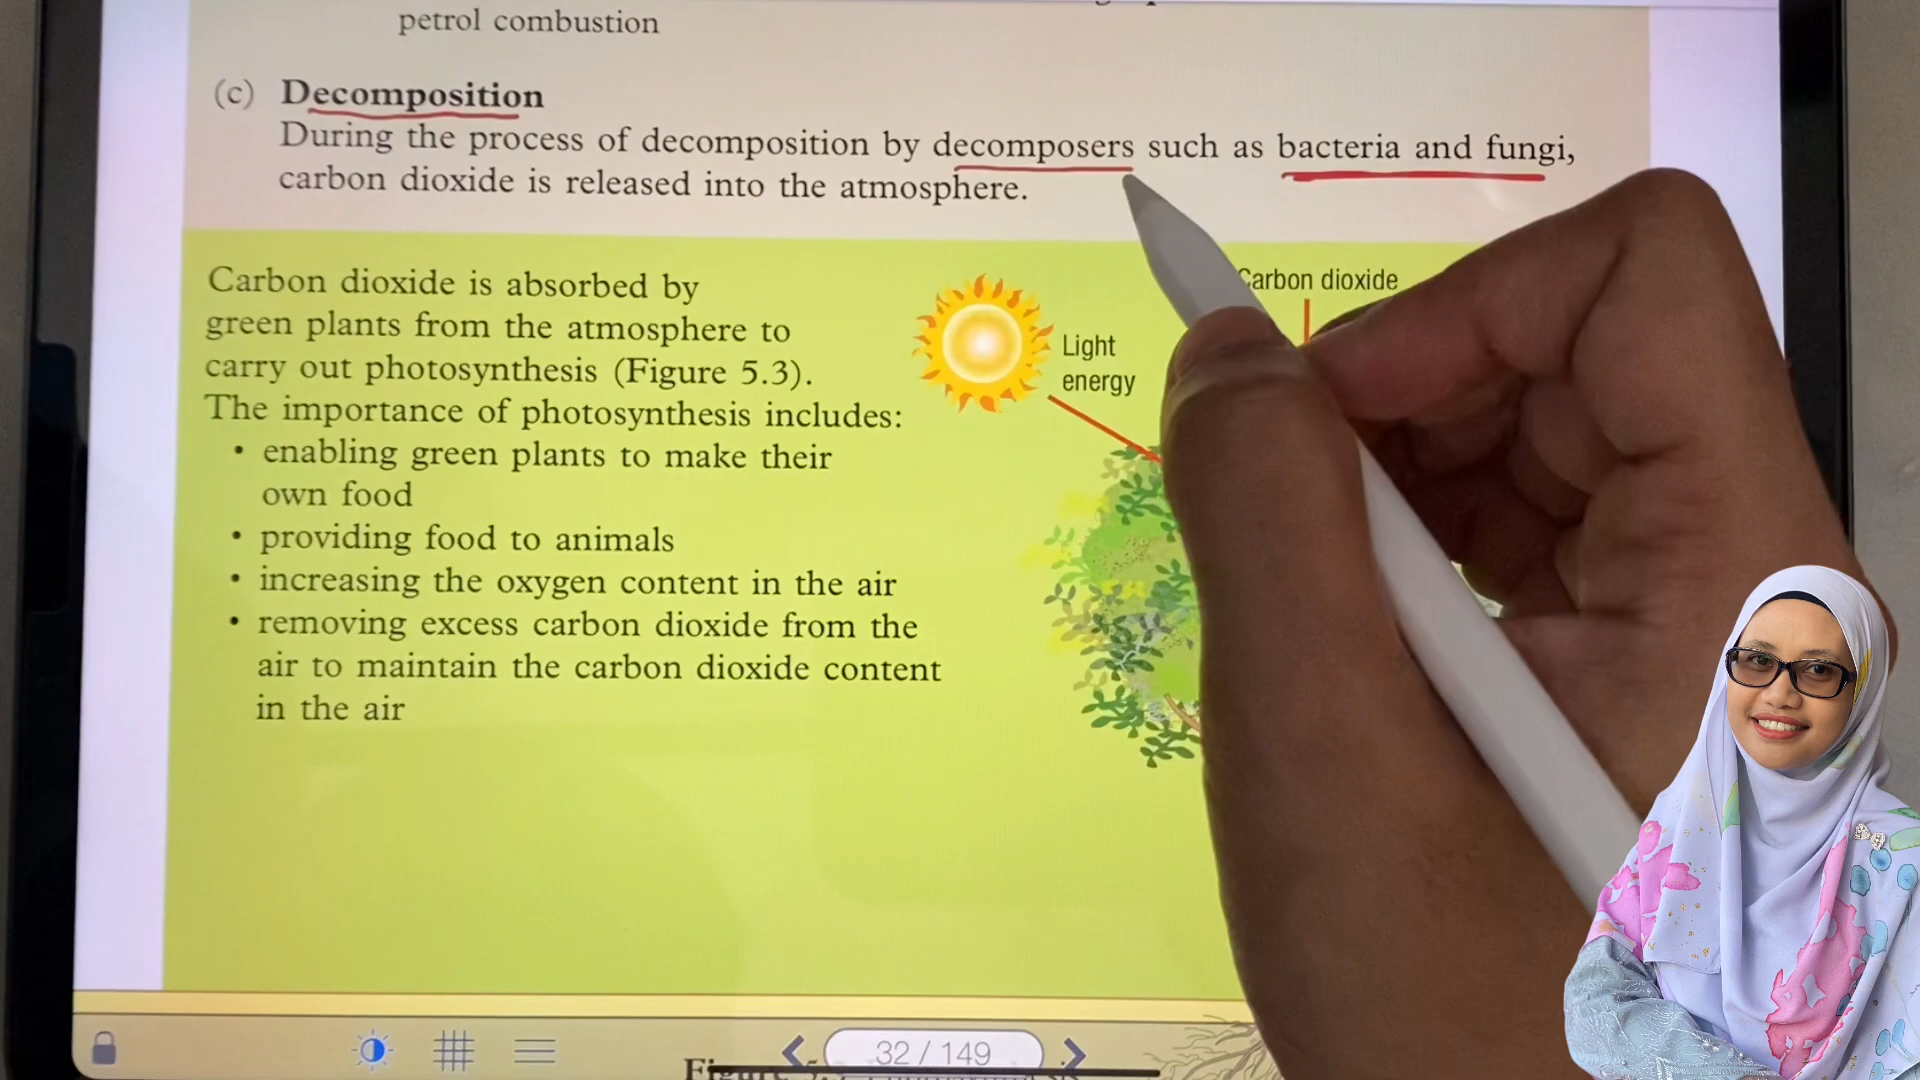 petrol combustion
(c) Decomposition
During the process of decomposition by decomposers such as bacteria and fungi,
carbon dioxide is released into the atmosphere.
Carbon dioxide is absorbed by
green plants from the atmosphere to
carry out photosynthesis (Figure 5.3).
The importance of photosynthesis includes:
• enabling green plants to make their
own food
• providing food to animals
• increasing the oxygen content in the air
• removing excess carbon dioxide from the
air to maintain the carbon dioxide content
in the air
Light
energy
Carbon dioxide
32 / 149